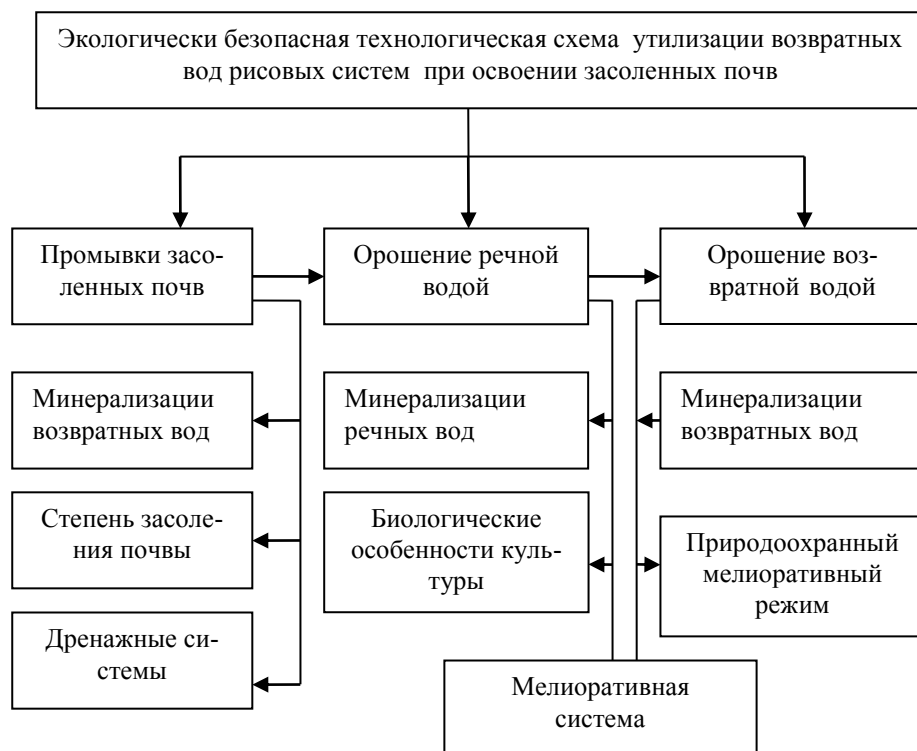 Экологически безопасная технологическая схема утилизации возвратных
вод рисовых систем при освоении засоленных почв
Промывки засо-
ленных почв
Орошение речной
водой
Орошение воз-
вратной водой
Минерализации
возвратных вод
Минерализации
речных вод
Минерализации
возвратных вод
Степень засоле-
ния почвы
Биологические
особенности куль-
туры
Природоохранный
мелиоративный
режим
Дренажные си-
стемы
Мелиоративная
система